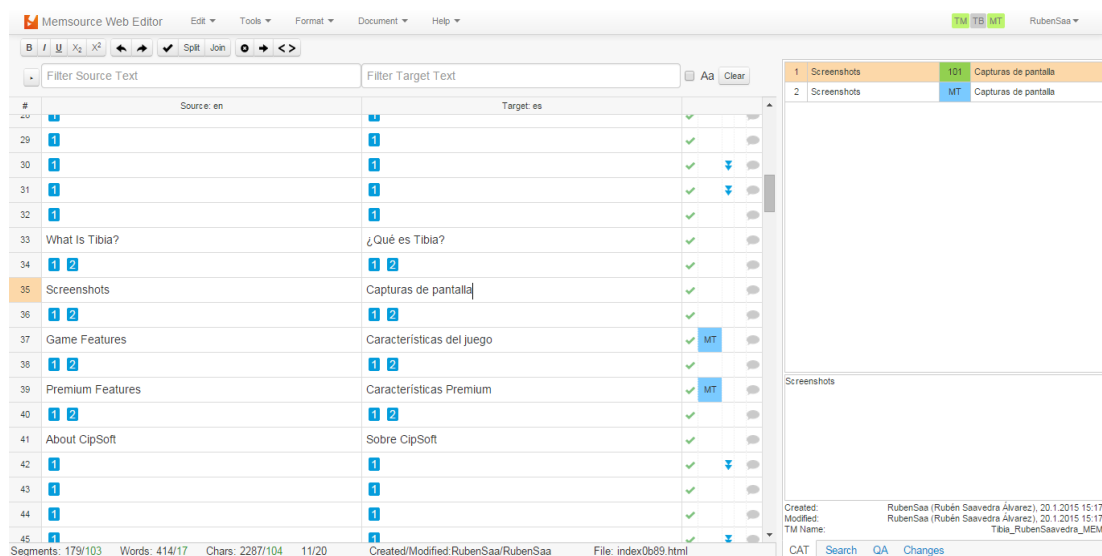 Memsource Web Editor Edit Tools Format Document Help TM TB MT RubenSaa
B I U X2 X2 Split Join < >
Filter Source Text Filter Target Text Aa Clear
# Source: en Target: es
28 1 1
29 1 1
30 1 1
31 1 1
32 1 1
33 What Is Tibia? ¿Qué es Tibia?
34 1 2 1 2
35 Screenshots Capturas de pantalla
36 1 2 1 2
37 Game Features Características del juego MT
38 1 2 1 2
39 Premium Features Características Premium MT
40 1 2 1 2
41 About CipSoft Sobre CipSoft
42 1 1
43 1 1
44 1 1
45 1 1
Segments: 179/103 Words: 414/17 Chars: 2287/104 11/20 Created/Modified:RubenSaa/RubenSaa File: index0b89.html
1 Screenshots 101 Capturas de pantalla
2 Screenshots MT Capturas de pantalla
Screenshots
Created: RubenSaa (Rubén Saavedra Álvarez), 20.1.2015 15:17
Modified: RubenSaa (Rubén Saavedra Álvarez), 20.1.2015 15:17
TM Name: Tibia_RubenSaavedra_MEM
CAT Search QA Changes